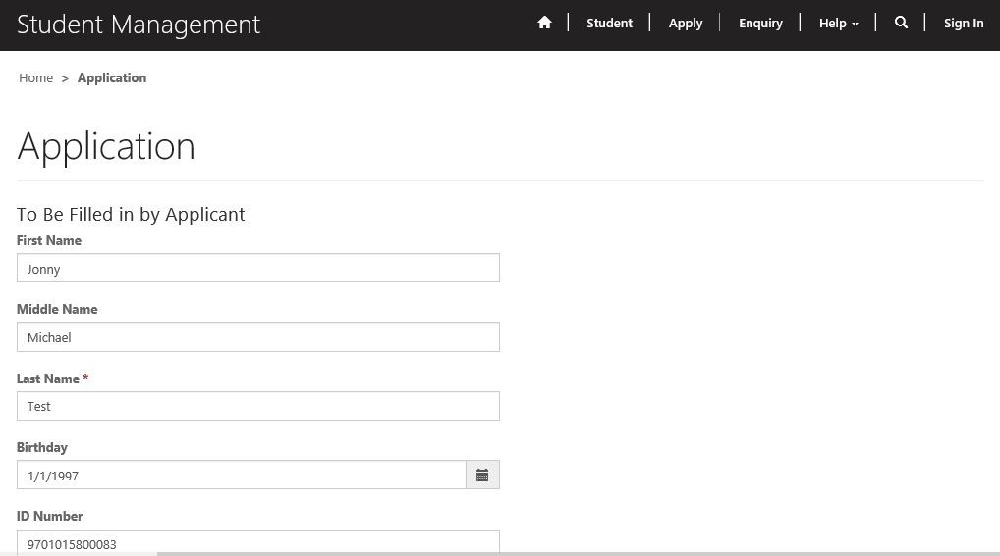 Student Management
Student | Apply | Enquiry | Help | Sign In
Home > Application
Application
To Be Filled in by Applicant
First Name
Jonny
Middle Name
Michael
Last Name *
Test
Birthday
1/1/1997
ID Number
9701015800083